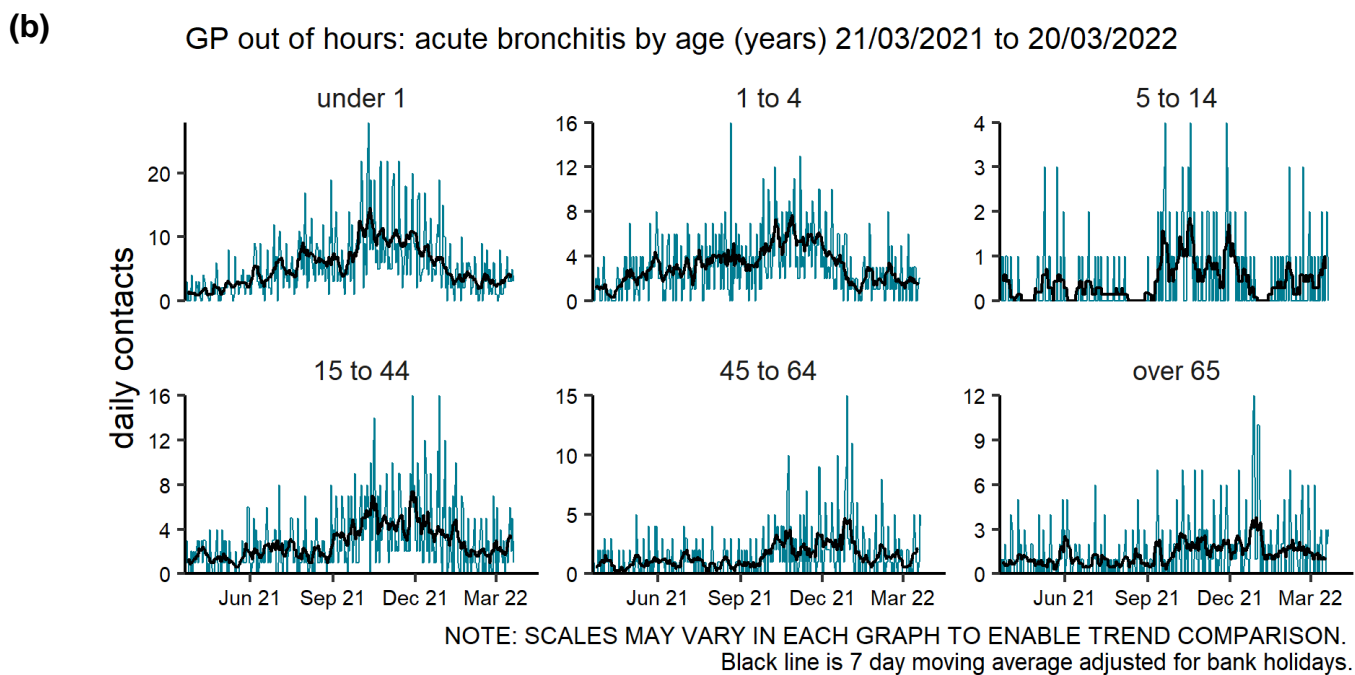 (b)
GP out of hours: acute bronchitis by age (years) 21/03/2021 to 20/03/2022
daily contacts
under 1
20
10
0
1 to 4
16
12
8
4
0
5 to 14
4
3
2
1
0
15 to 44
16
12
8
4
0
Jun 21 Sep 21 Dec 21 Mar 22
45 to 64
15
10
5
0
Jun 21 Sep 21 Dec 21 Mar 22
over 65
12
9
6
3
0
Jun 21 Sep 21 Dec 21 Mar 22
NOTE: SCALES MAY VARY IN EACH GRAPH TO ENABLE TREND COMPARISON.
Black line is 7 day moving average adjusted for bank holidays.